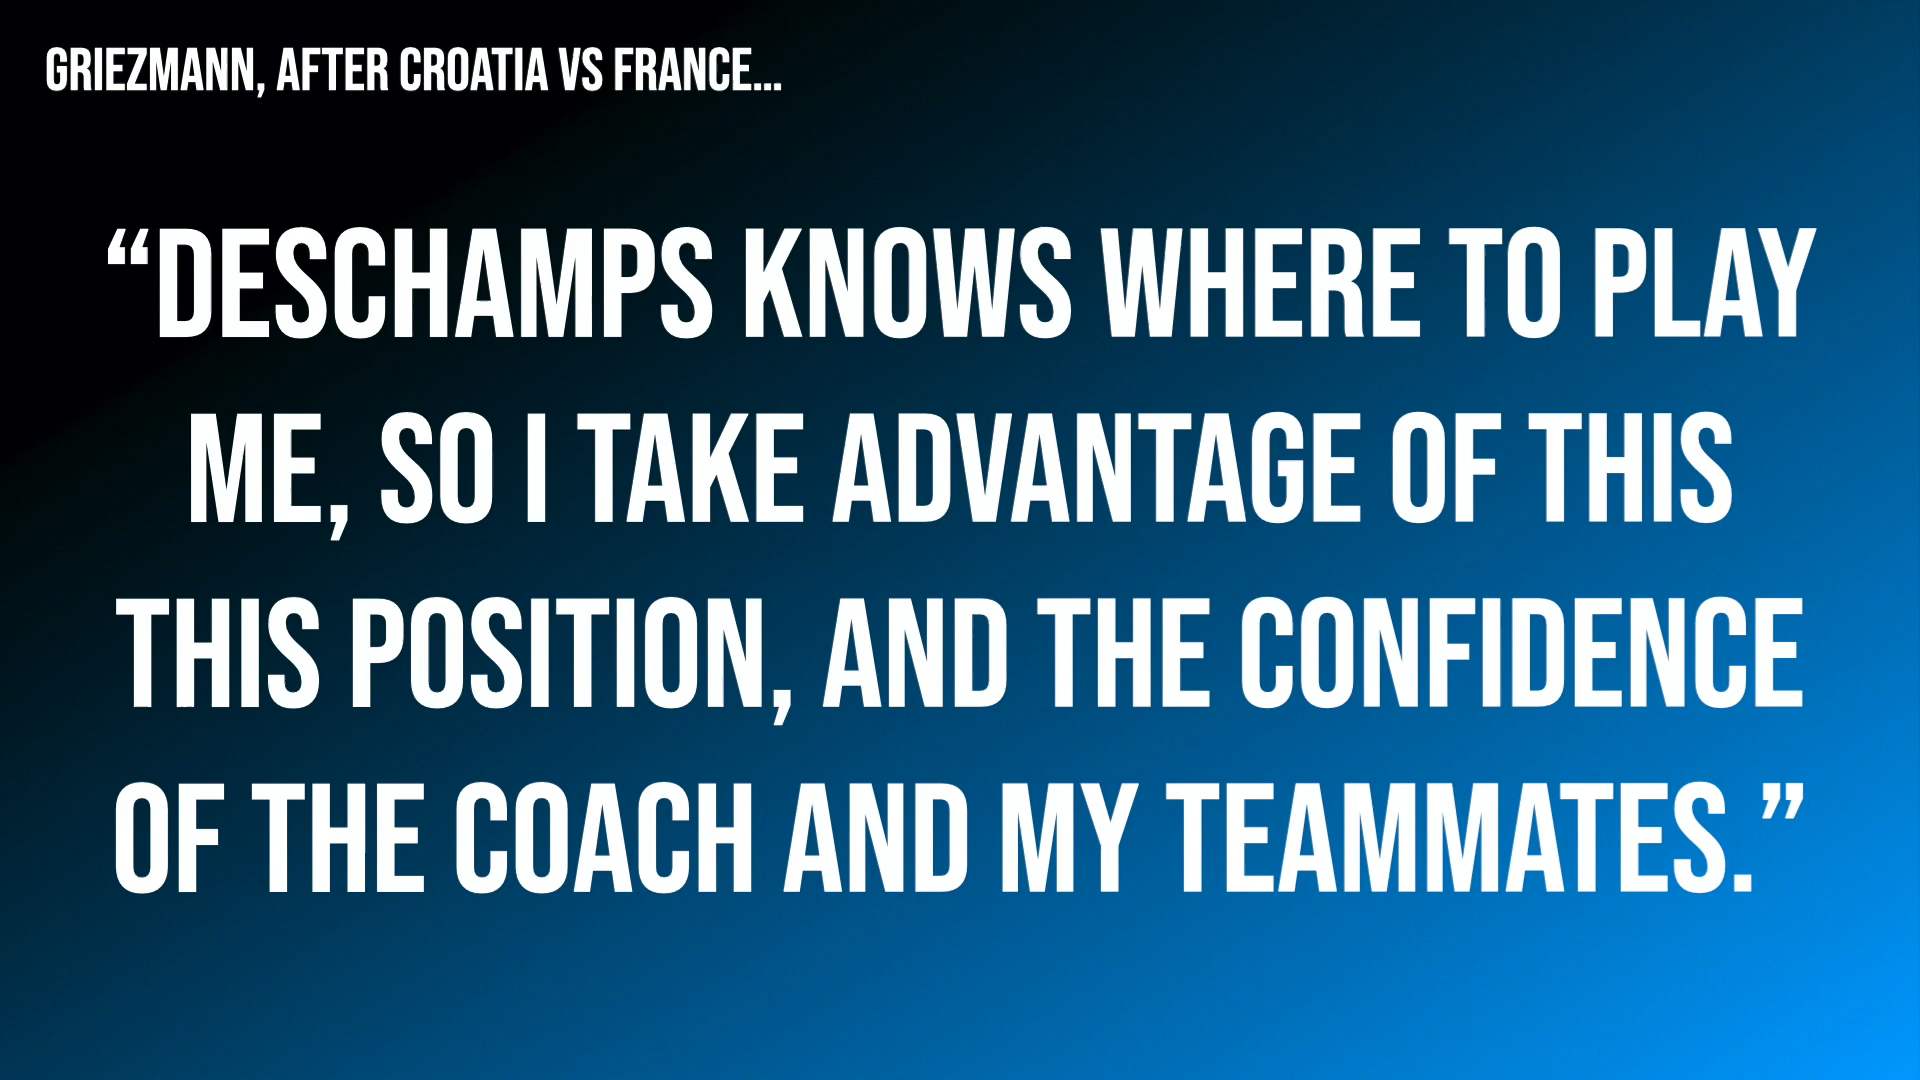 GRIEZMANN, AFTER CROATIA VS FRANCE...
“DESCHAMPS KNOWS WHERE TO PLAY
ME, SO I TAKE ADVANTAGE OF THIS
THIS POSITION, AND THE CONFIDENCE
OF THE COACH AND MY TEAMMATES.”